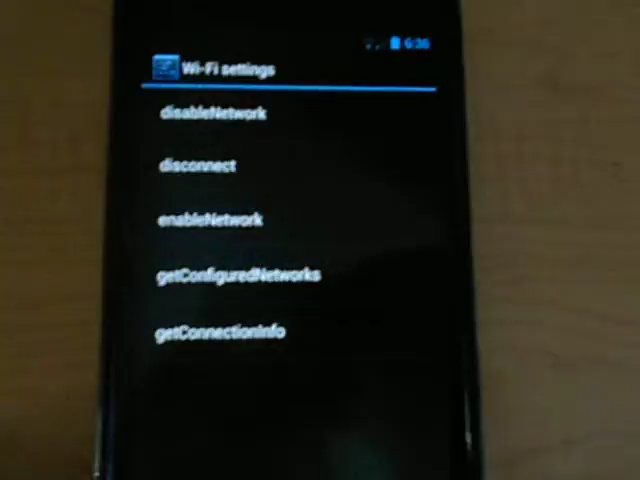 6:36
Wi-Fi settings
disableNetwork
disconnect
enableNetwork
getConfiguredNetworks
getConnectionInfo